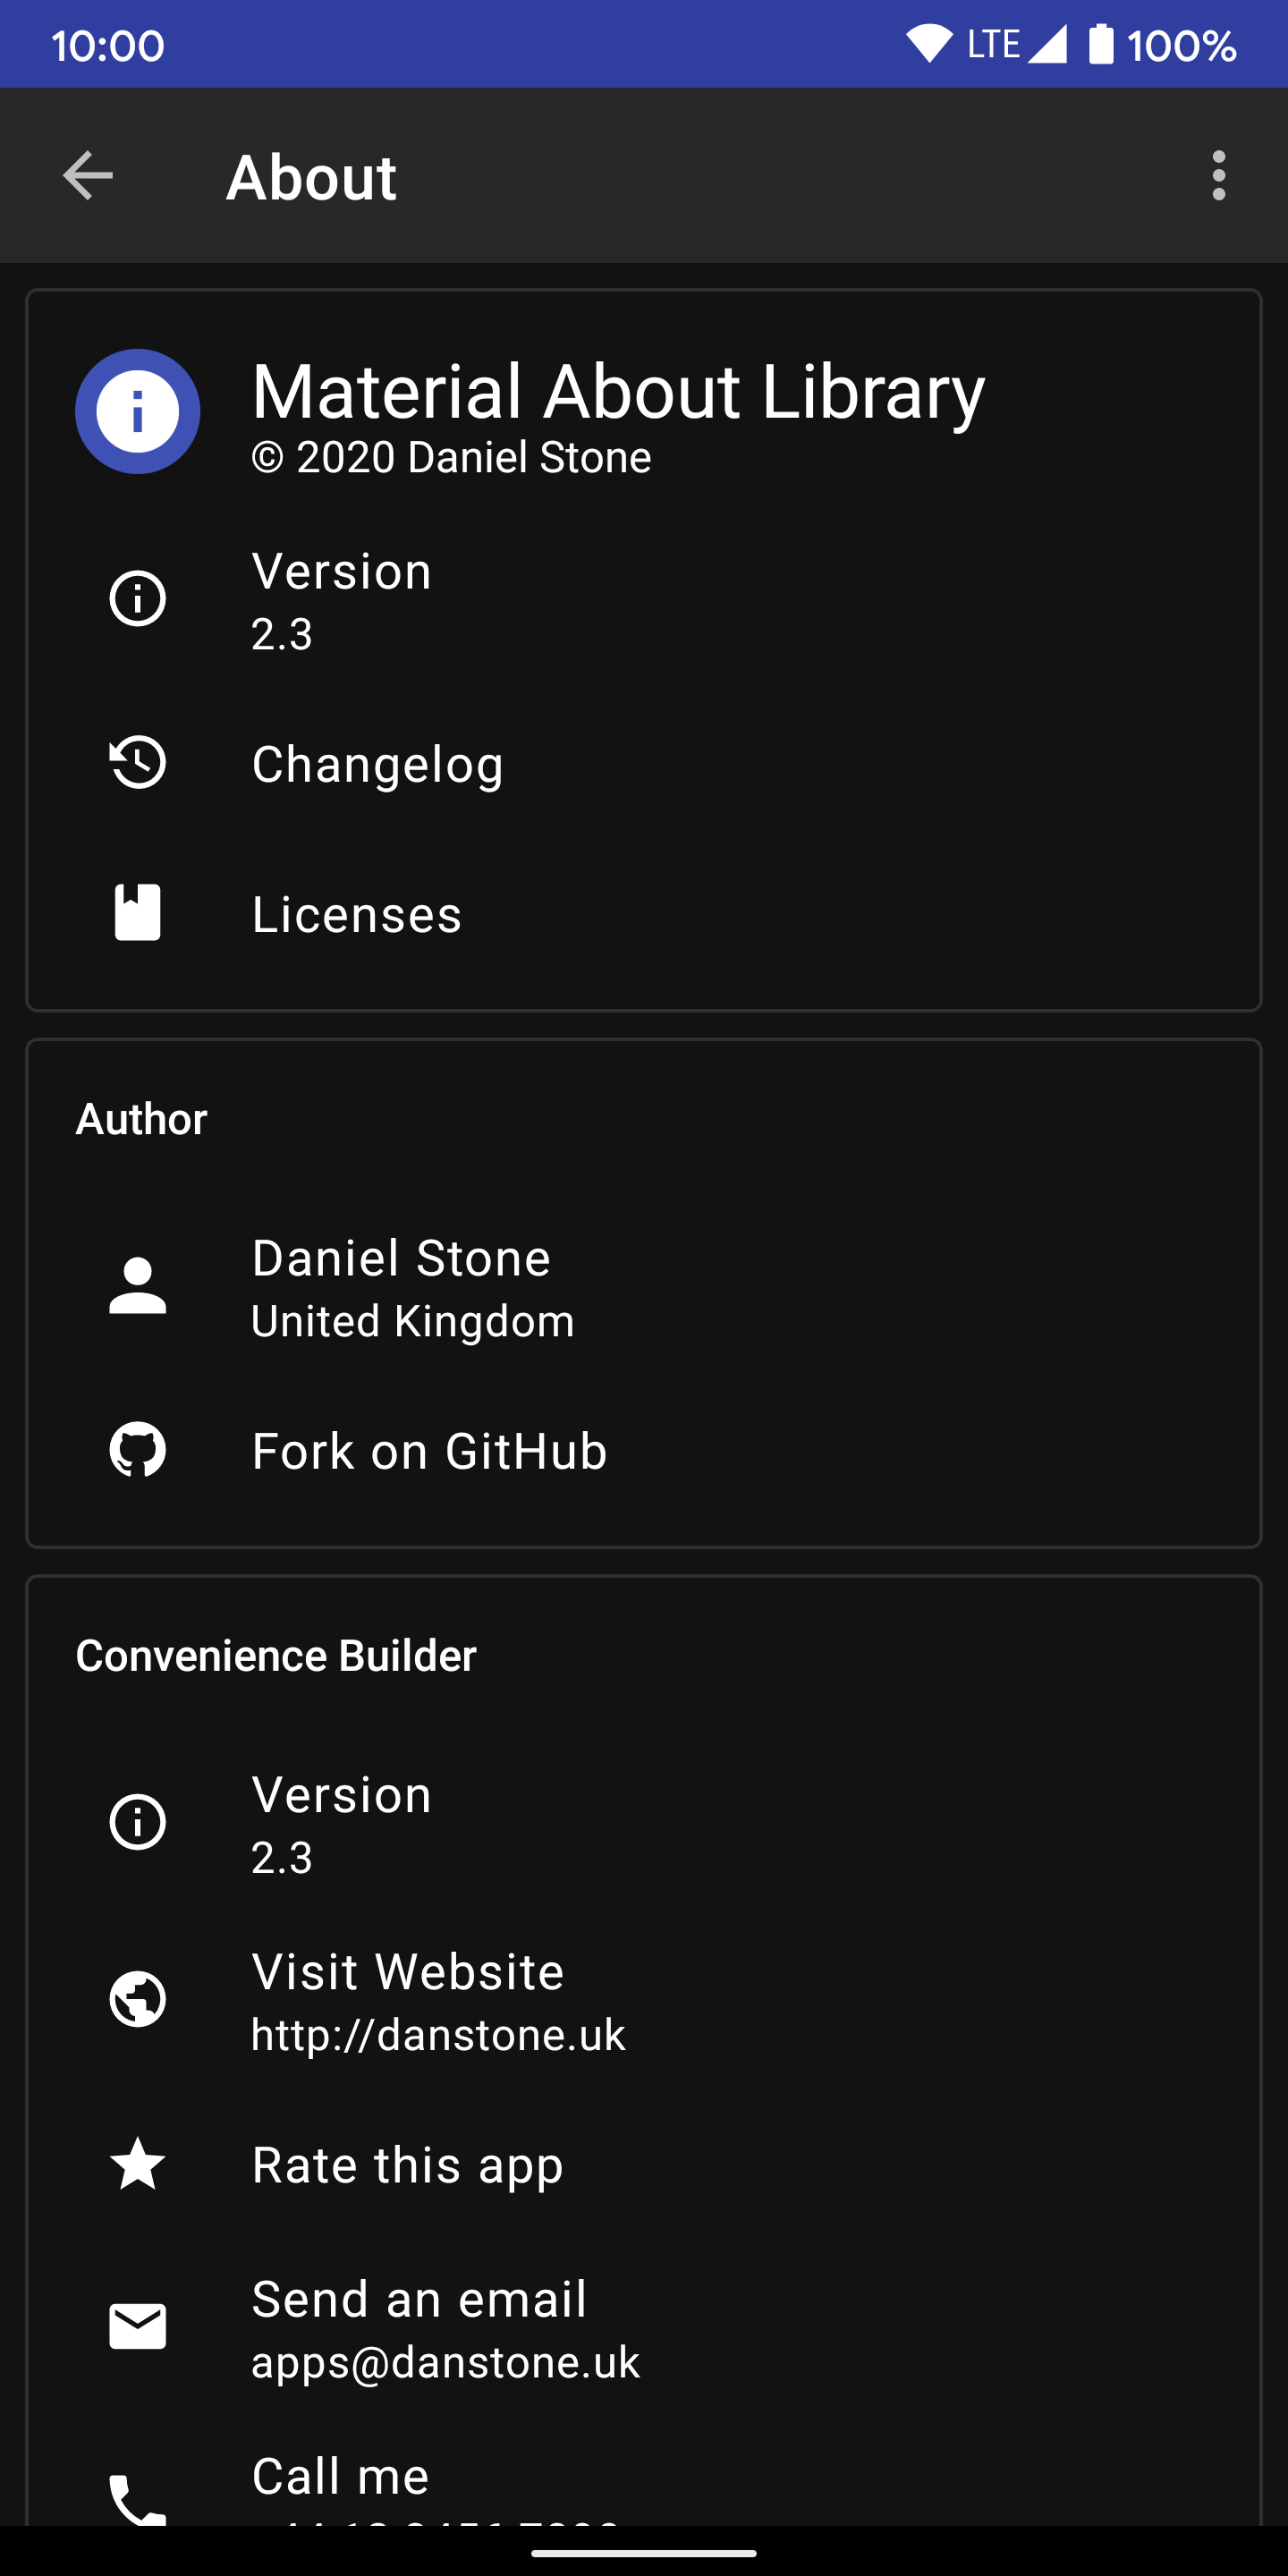 10:00 LTE 100%
About
Material About Library
© 2020 Daniel Stone
Version
2.3
Changelog
Licenses
Author
Daniel Stone
United Kingdom
Fork on GitHub
Convenience Builder
Version
2.3
Visit Website
http://danstone.uk
Rate this app
Send an email
apps@danstone.uk
Call me